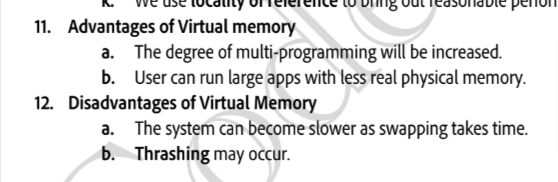 k. We use locality of reference to bring out reasonable
11. Advantages of Virtual memory
a. The degree of multi-programming will be increased.
b. User can run large apps with less real physical memory.
12. Disadvantages of Virtual Memory
a. The system can become slower as swapping takes time.
b. Thrashing may occur.